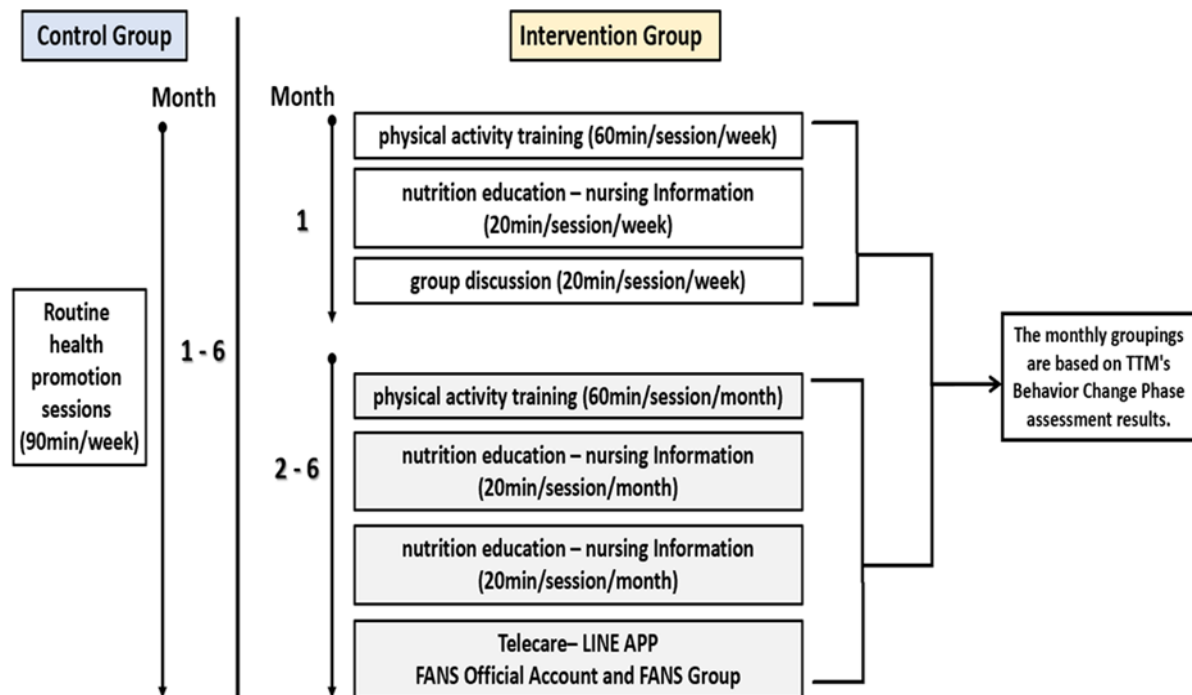 Control Group
Month
Routine
health
promotion
sessions
(90min/week)
1 - 6
Intervention Group
Month
1
physical activity training (60min/session/week)
nutrition education – nursing Information
(20min/session/week)
group discussion (20min/session/week)
2 - 6
physical activity training (60min/session/month)
nutrition education – nursing Information
(20min/session/month)
nutrition education – nursing Information
(20min/session/month)
Telecare– LINE APP
FANS Official Account and FANS Group
The monthly groupings
are based on TTM's
Behavior Change Phase
assessment results.